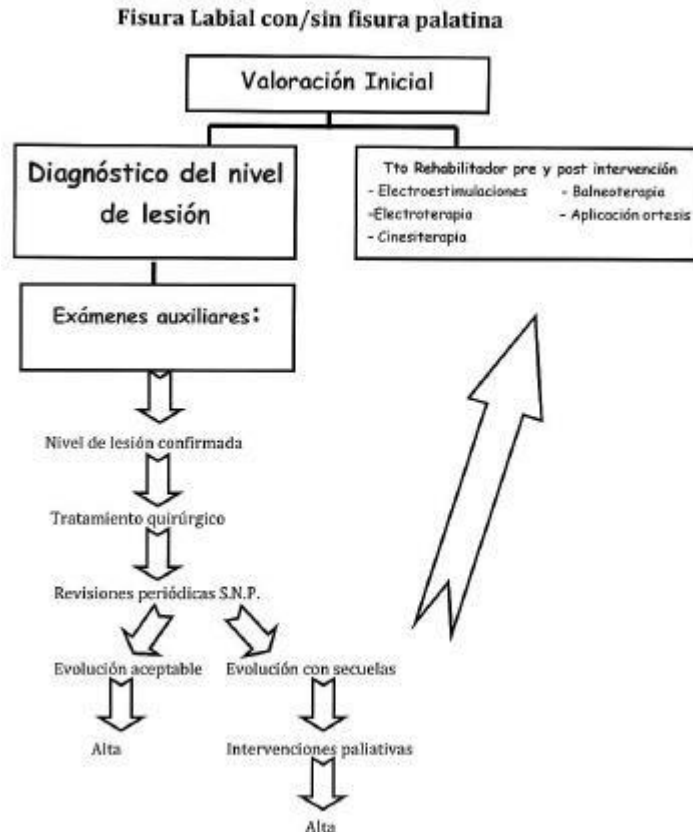 Fisura Labial con/sin fisura palatina
Valoración Inicial
Diagnóstico del nivel
de lesión
Tto Rehabilitador pre y post intervención
- Electroestimulaciones - Balneoterapia
-Electroterapia - Aplicación ortesis
- Cinesiterapia
Exámenes auxiliares:
Nivel de lesión confirmada
Tratamiento quirúrgico
Revisiones periódicas S.N.P.
Evolución aceptable Evolución con secuelas
Alta Intervenciones paliativas
Alta